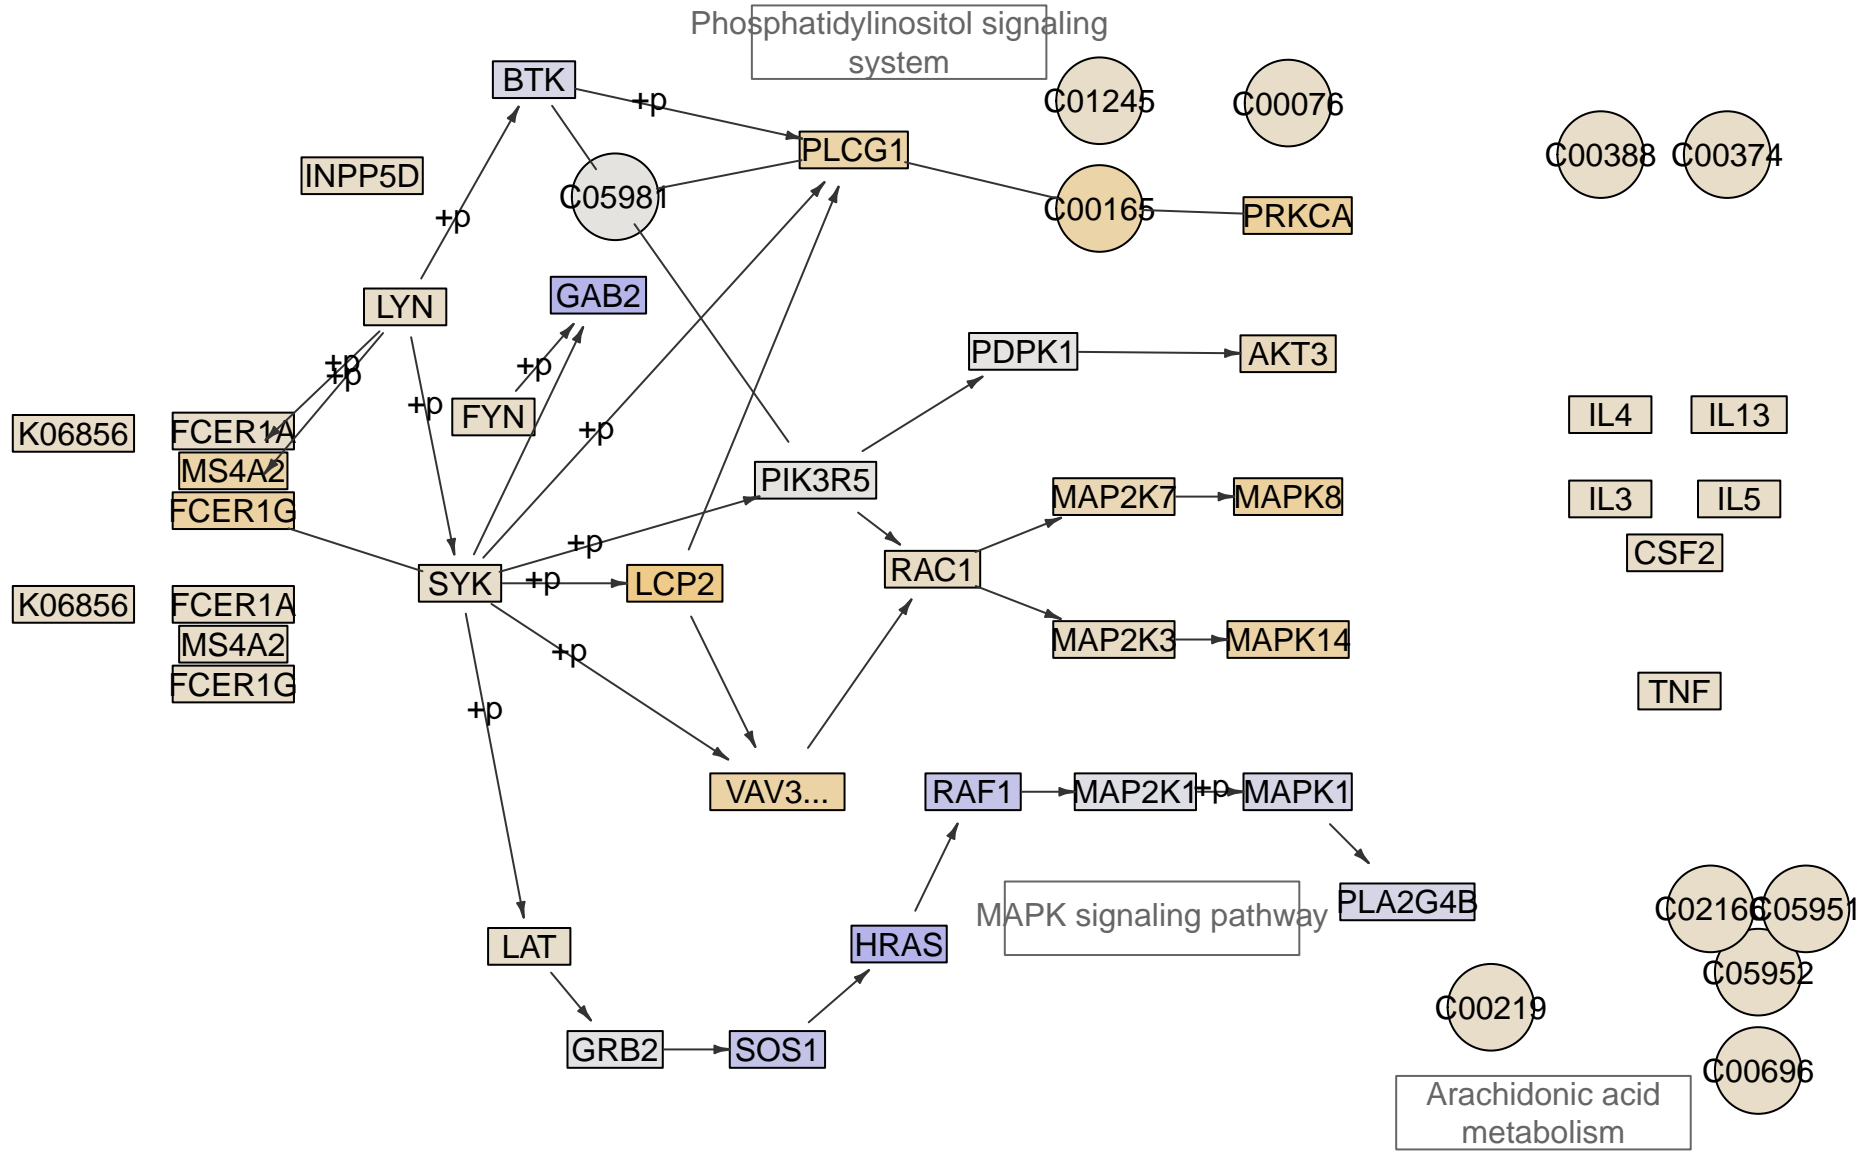 Phosphatidylinositol signaling
system
BTK
+p
C01245
C00076
PLCG1
C00388
C00374
INPP5D
C05981
C00165
PRKCA
+p
LYN
GAB2
+p
+p
+p
PDPK1
AKT3
+p
FYN
K06856
FCER1A
+p
IL4
IL13
MS4A2
PIK3R5
FCER1G
MAP2K7
MAPK8
IL3
IL5
+p
CSF2
SYK
+p
LCP2
RAC1
K06856
FCER1A
MS4A2
+p
MAP2K3
MAPK14
FCER1G
TNF
+p
VAV3...
RAF1
MAP2K1
+p
MAPK1
PLA2G4B
C02166
C05951
MAPK signaling pathway
LAT
HRAS
C05952
C00219
GRB2
SOS1
C00696
Arachidonic acid
metabolism